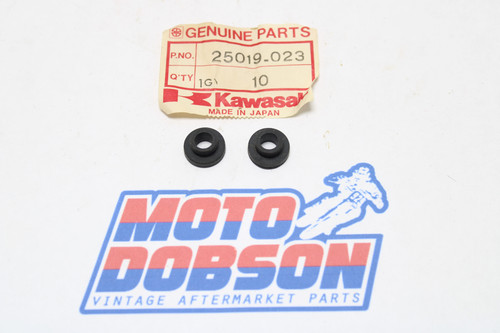 GENUINE PARTS
P.NO. 25019-023
Q'TY 10
Kawasak
MADE IN JAPAN
MOTO
DOBSON
VINTAGE AFTERMARKET PARTS